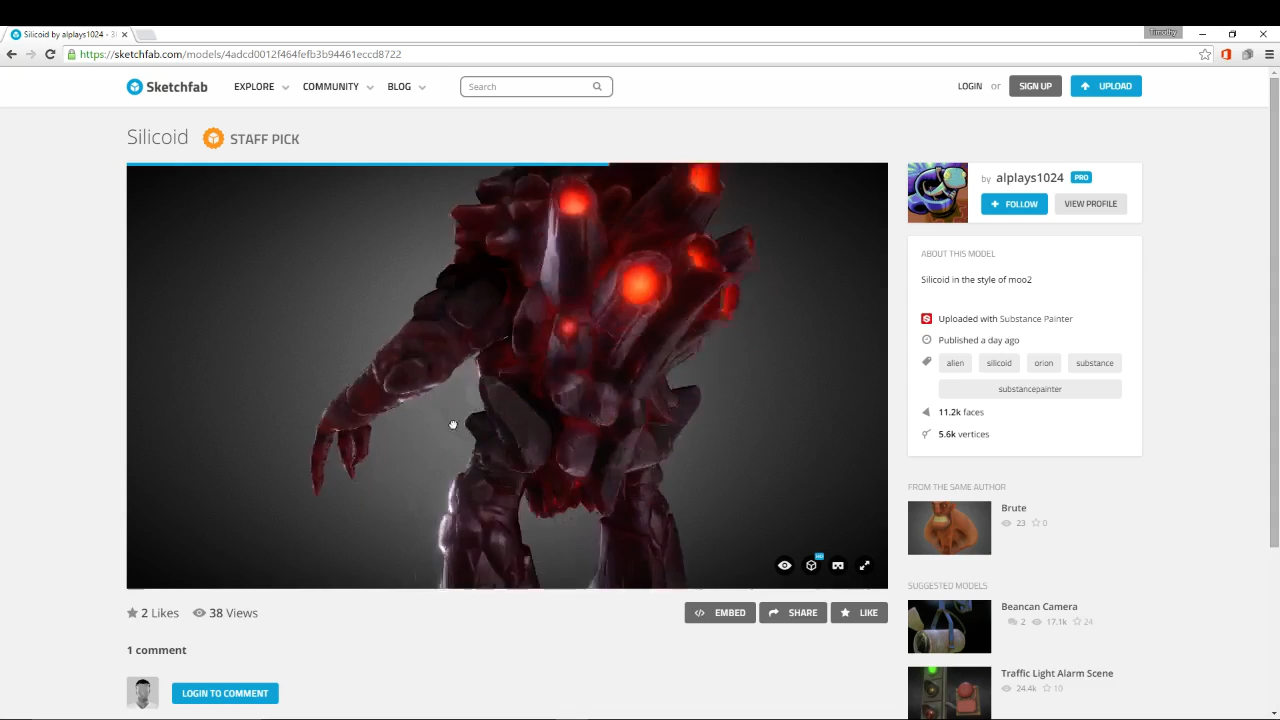 Silicoid by alplays1024 - 3
Timothy
https://sketchfab.com/models/4adcd0012f464fefb3b94461eccd8722
Sketchfab EXPLORE COMMUNITY BLOG Search LOGIN or SIGN UP UPLOAD
Silicoid STAFF PICK
by alplays1024 PRO
FOLLOW VIEW PROFILE
ABOUT THIS MODEL
Silicoid in the style of moo2
Uploaded with Substance Painter
Published a day ago
alien silicoid orion substance
substancepainter
11.2k faces
5.6k vertices
FROM THE SAME AUTHOR
Brute
23 0
HD
2 Likes 38 Views EMBED SHARE LIKE
SUGGESTED MODELS
Beancan Camera
2 17.1k 24
1 comment
LOGIN TO COMMENT
Traffic Light Alarm Scene
24.4k 10